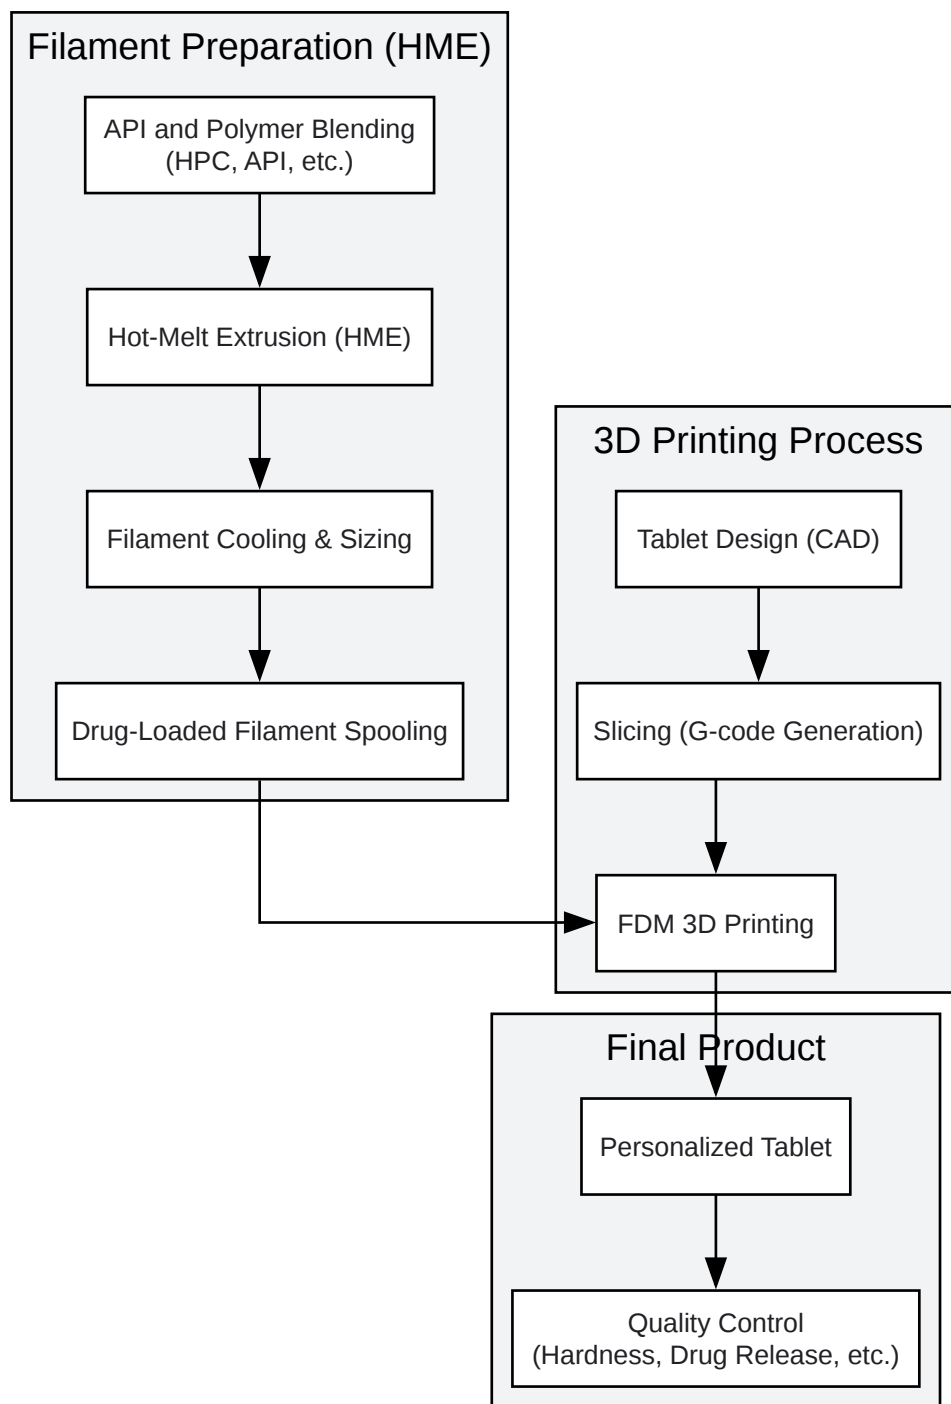 Filament Preparation (HME)
API and Polymer Blending
(HPC, API, etc.)
Hot-Melt Extrusion (HME)
Filament Cooling & Sizing
Drug-Loaded Filament Spooling
3D Printing Process
Tablet Design (CAD)
Slicing (G-code Generation)
FDM 3D Printing
Final Product
Personalized Tablet
Quality Control
(Hardness, Drug Release, etc.)